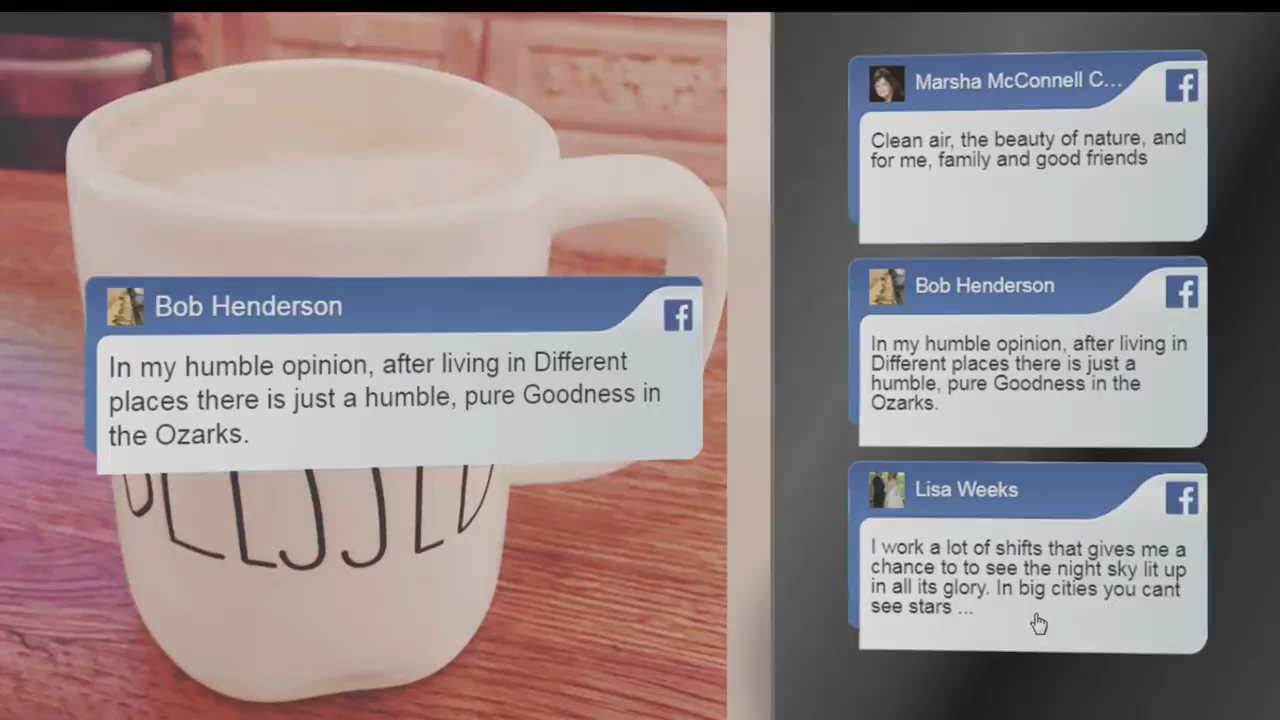 Bob Henderson
In my humble opinion, after living in Different
places there is just a humble, pure Goodness in
the Ozarks.
Marsha McConnell C...
Clean air, the beauty of nature, and
for me, family and good friends
Bob Henderson
In my humble opinion, after living in
Different places there is just a
humble, pure Goodness in the
Ozarks.
Lisa Weeks
I work a lot of shifts that gives me a
chance to to see the night sky lit up
in all its glory. In big cities you cant
see stars ...